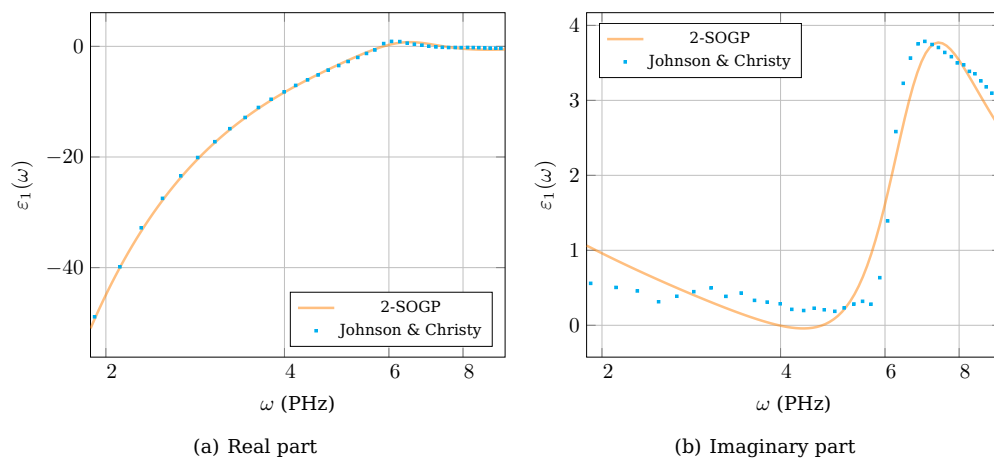 0
−20
−40
ε₁(ω)
2-SOGP
Johnson & Christy
2 4 6 8
ω (PHz)
(a) Real part
4
3
2
1
0
ε₁(ω)
2-SOGP
Johnson & Christy
2 4 6 8
ω (PHz)
(b) Imaginary part